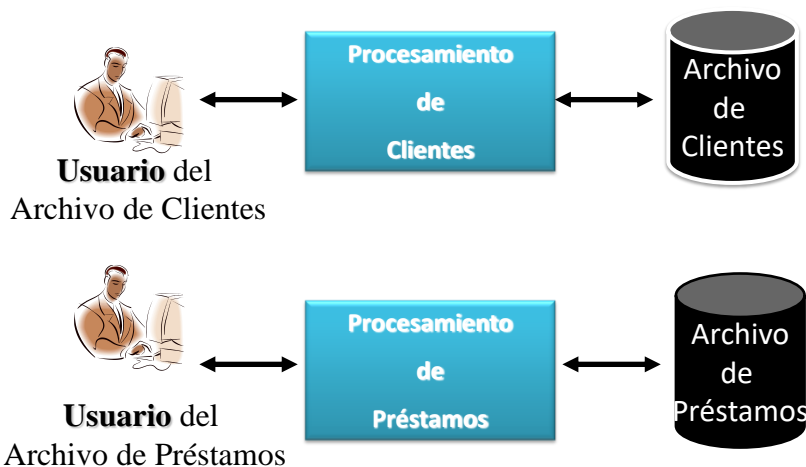 Usuario del
Archivo de Clientes
Procesamiento
de
Clientes
Archivo
de
Clientes
Usuario del
Archivo de Préstamos
Procesamiento
de
Préstamos
Archivo
de
Préstamos